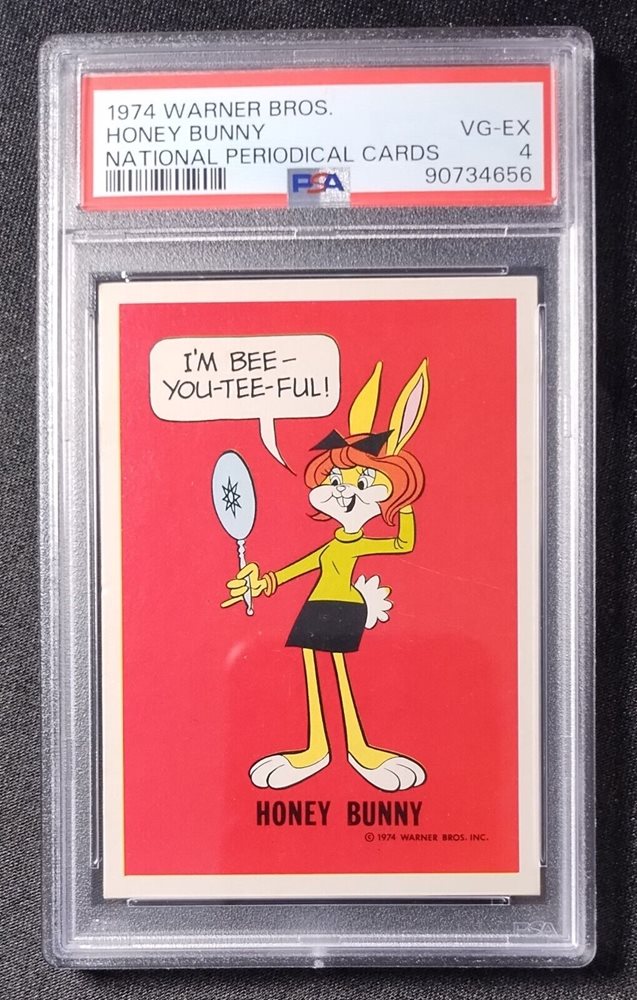 1974 WARNER BROS.
HONEY BUNNY VG-EX
NATIONAL PERIODICAL CARDS 4
PSA 90734656
I'M BEE-
YOU-TEE-FUL!
HONEY BUNNY
© 1974 WARNER BROS. INC.
PSA